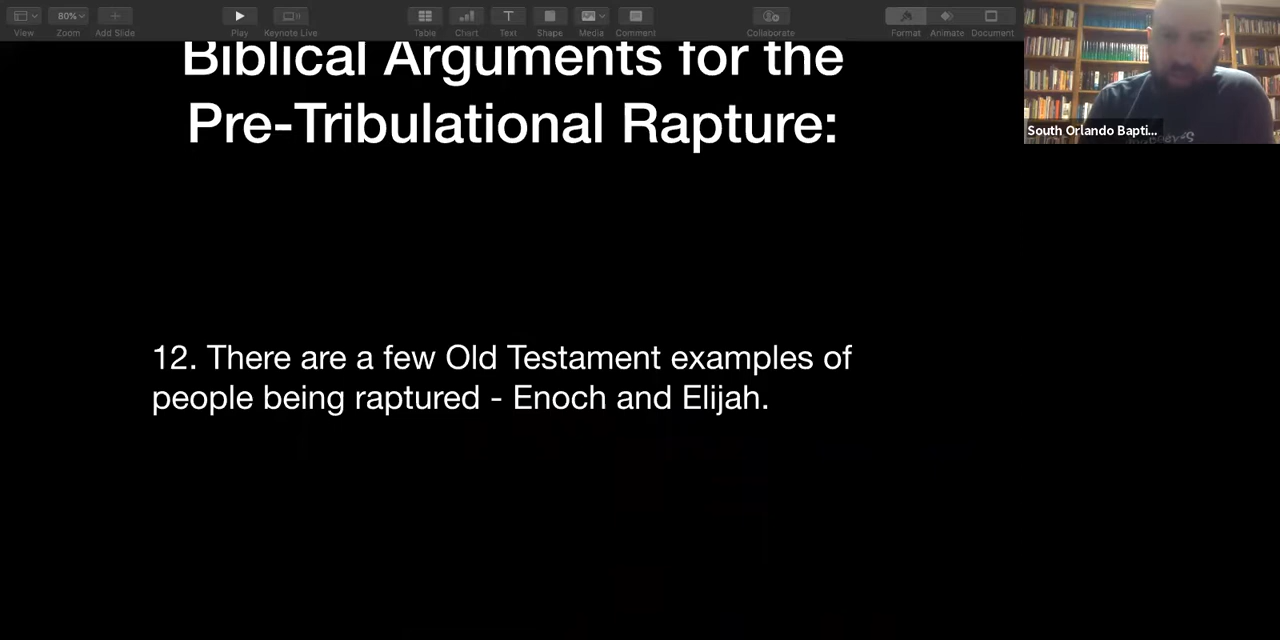 80%
View
Zoom
Add Slide
Play
Keynote Live
Table
Chart
Text
Shape
Media
Comment
Collaborate
Format
Animate
Document
Biblical Arguments for the
Pre-Tribulational Rapture:
South Orlando Bapti...
12. There are a few Old Testament examples of
people being raptured - Enoch and Elijah.